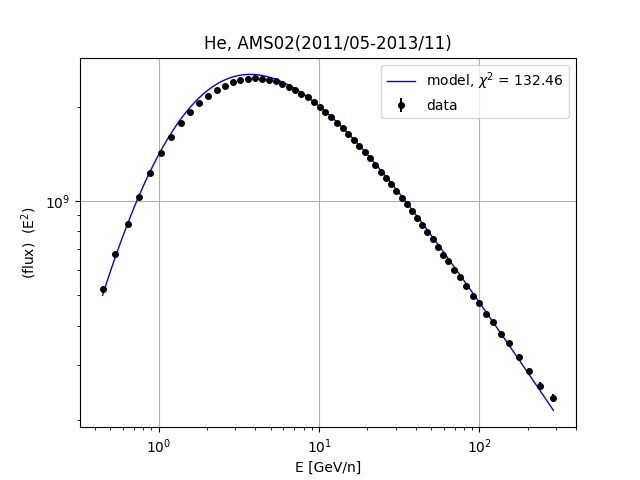 He, AMS02(2011/05-2013/11)
model, χ² = 132.46
data
(flux) (E²)
10⁹
10⁰ 10¹ 10²
E [GeV/n]